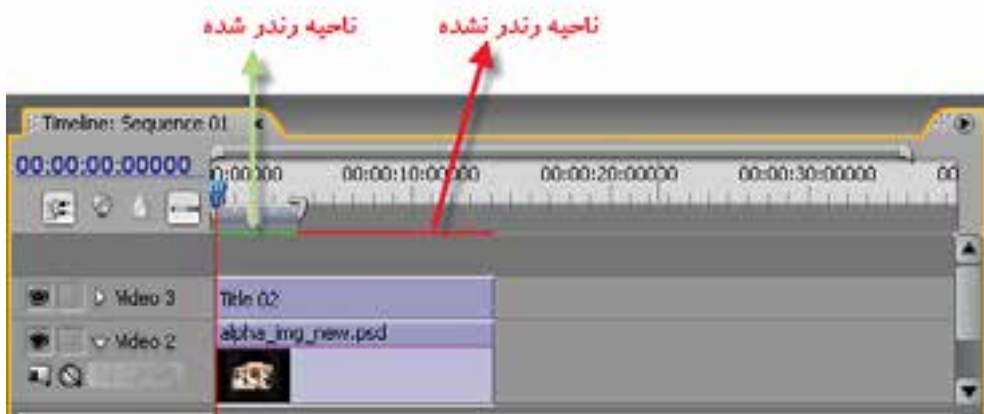 ناحیه رندر شده
ناحیه رندر نشده
Timeline: Sequence 01
00:00:00:00000
0:00000 00:00:10:00000 00:00:20:00000 00:00:30:00000 00
Video 3
Title 02
Video 2
alpha_img_new.psd